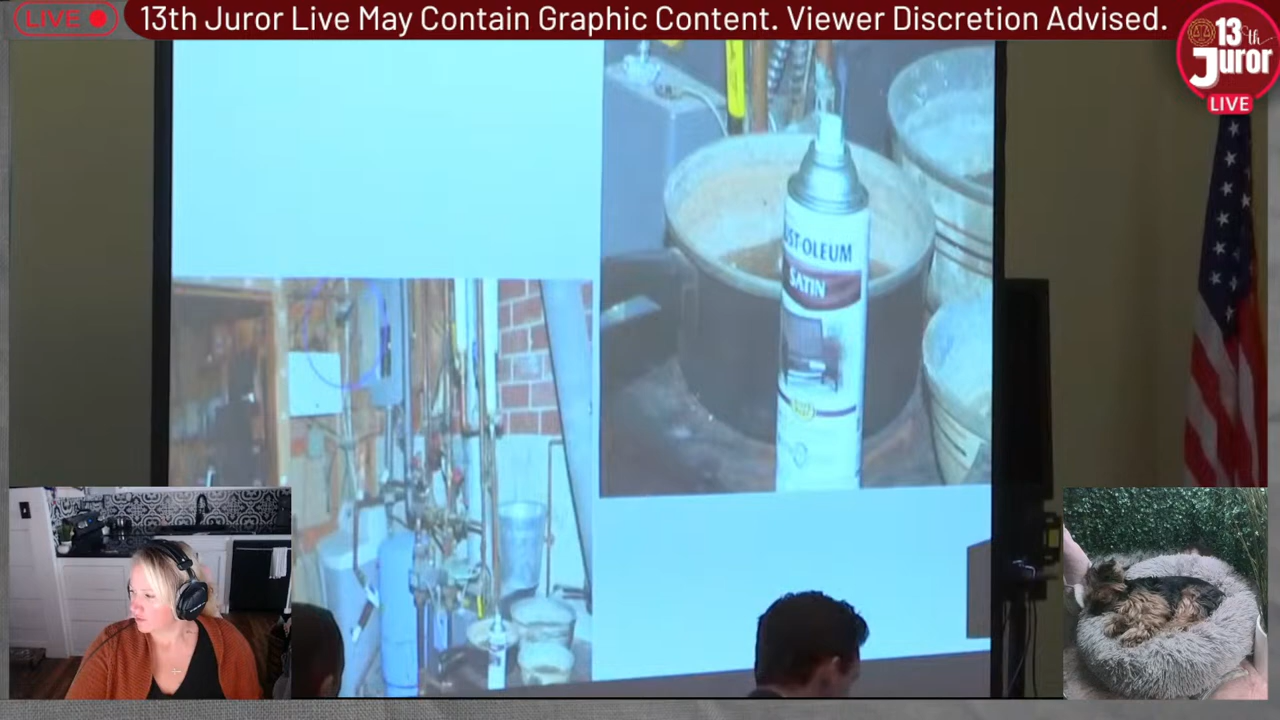 LIVE
13th Juror Live May Contain Graphic Content. Viewer Discretion Advised.
13th
Juror
LIVE
UST-OLEUM
SATIN